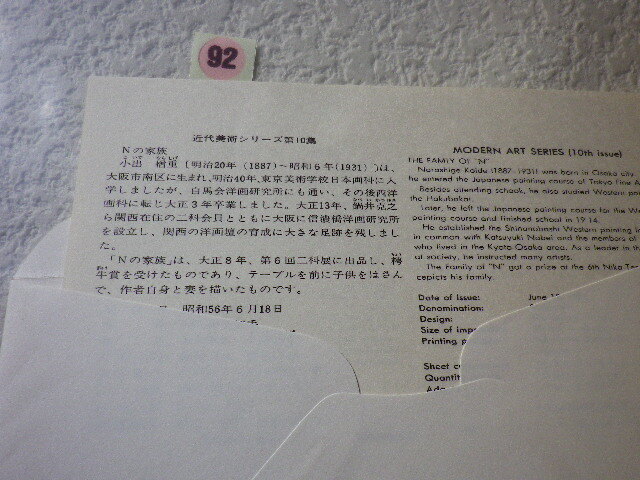 92
近代美術シリーズ第10集
Nの家族
小出 楢重〔明治20年(1887)~昭和6年(1931)〕は、
大阪市南区に生まれ、明治40年、東京美術学校日本画科に入
学しましたが、白馬会洋画研究所にも通い、その後西洋
画科に転じ大正3年卒業しました。大正13年、鍋井克之
ら関西在住の二科会員とともに大阪に信濃橋洋画研究所
を設立し、関西の洋画壇の育成に大きな足跡を残しまし
た。
「Nの家族」は、大正8年、第6回二科展に出品し、樗
牛賞を受けたものであり、テーブルを前に子供をはさん
で、作者自身と妻を描いたものです。
昭和56年6月18日
MODERN ART SERIES (10th issue)
THE FAMILY OF "N"
Narashige Koide (1887-1931) was born in Osaka city.
he entered the Japanese painting course of Tokyo Fine A
Besides attending school, he also studied Western
the Hakubakai.
Later, he left the Japanese painting course for the We
painting course and finished school in 1914.
He established the Shinanobashi Western painting
in common with Katsuyuki Nabei and the members of
who lived in the Kyoto-Osaka area. As a leader in th
at society, he instructed many artists.
The Family of "N" got a prize at the 6th Nika-Ten
depicts his family.
Date of issue: June 1
Denomination:
Design:
Size of imp
Printing p
Sheet c
Quantit